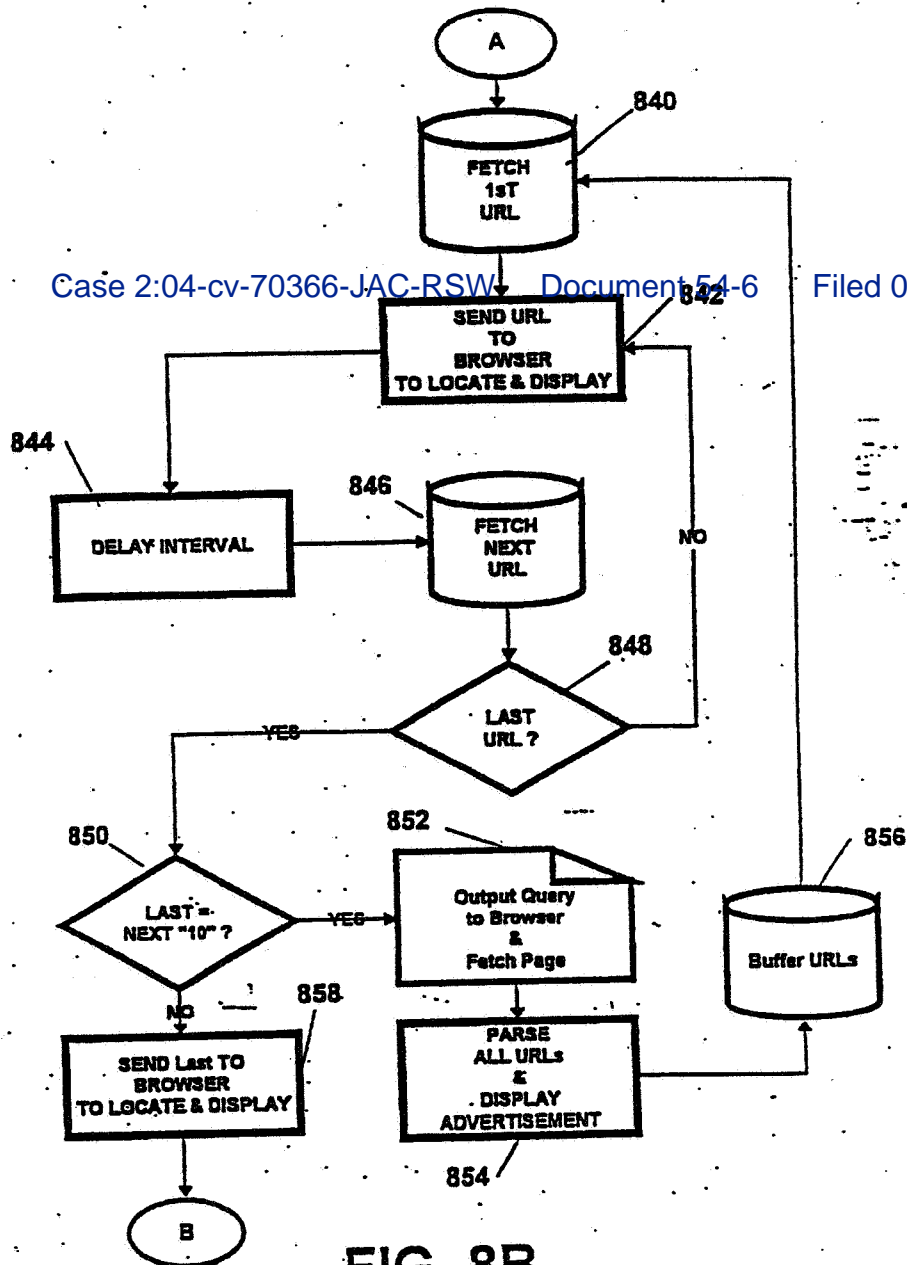 A
840
FETCH
1sT
URL
Case 2:04-cv-70366-JAC-RSW Document 54-6 Filed 0
842
SEND URL
TO
BROWSER
TO LOCATE & DISPLAY
844
846
DELAY INTERVAL
FETCH
NEXT
URL
NO
848
LAST
URL ?
YES
850
852
856
LAST =
NEXT "10" ?
YES
Output Query
to Browser
&
Fetch Page
Buffer URLs
NO
858
SEND Last TO
BROWSER
TO LOCATE & DISPLAY
PARSE
ALL URLs
&
DISPLAY
ADVERTISEMENT
854
B
FIG. 8B